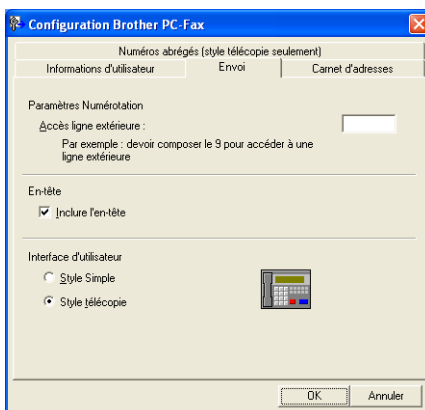 Configuration Brother PC-Fax
Numéros abrégés (style télécopie seulement)
Informations d'utilisateur
Envoi
Carnet d'adresses
Paramètres Numérotation
Accès ligne extérieure :
Par exemple : devoir composer le 9 pour accéder à une
ligne extérieure
En-tête
Inclure l'en-tête
Interface d'utilisateur
Style Simple
Style télécopie
OK
Annuler